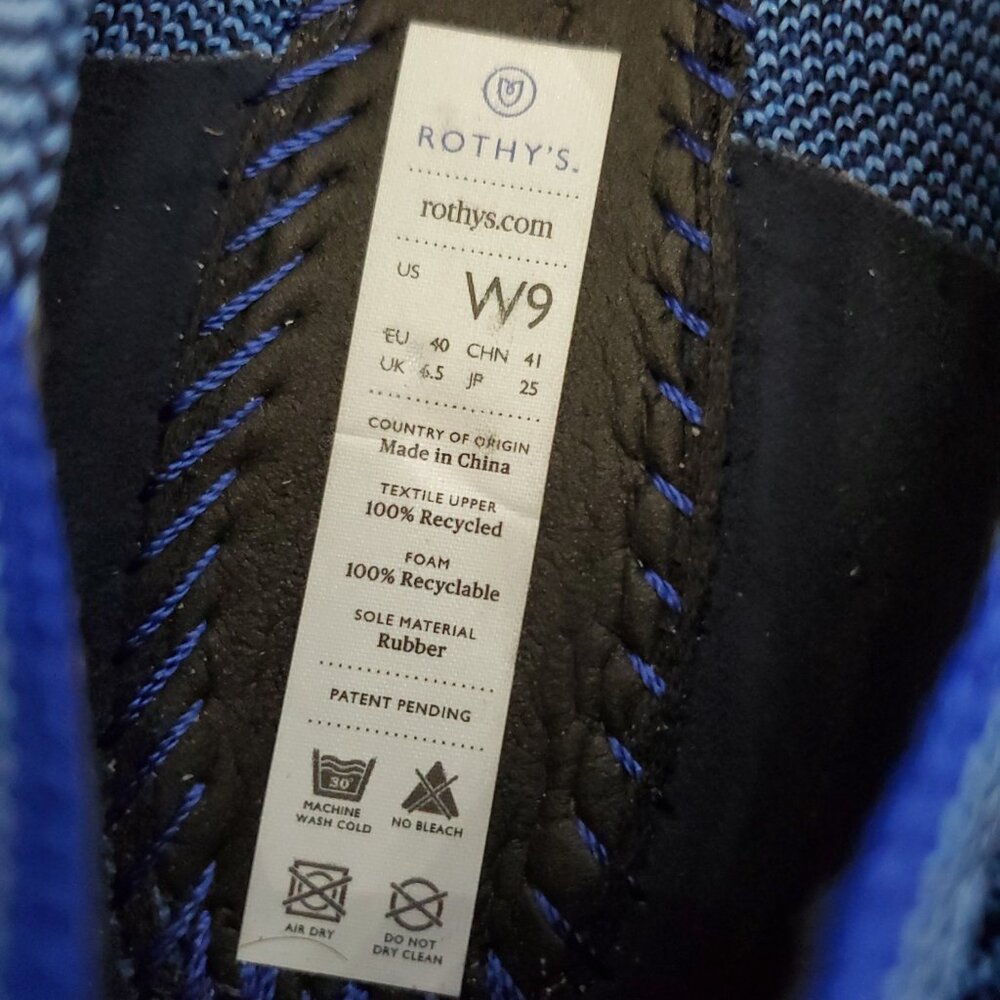 ROTHY'S.
rothys.com
US W9
EU 40 CHN 41
UK 6.5 JP 25
COUNTRY OF ORIGIN
Made in China
TEXTILE UPPER
100% Recycled
FOAM
100% Recyclable
SOLE MATERIAL
Rubber
PATENT PENDING
30°
MACHINE
WASH COLD
NO BLEACH
AIR DRY
DO NOT
DRY CLEAN